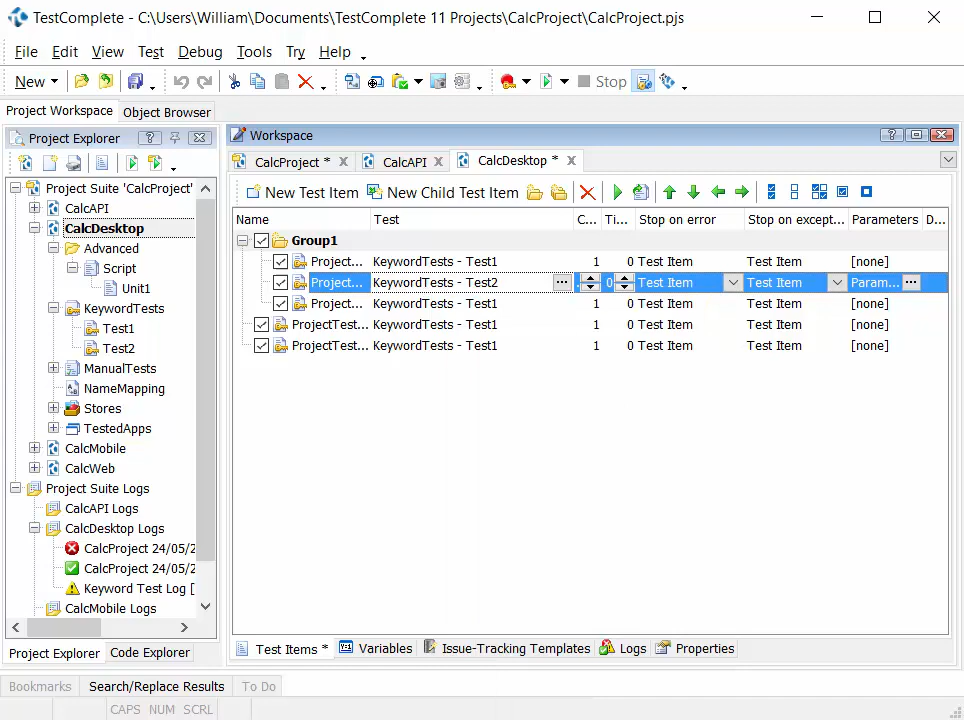 TestComplete - C:\Users\William\Documents\TestComplete 11 Projects\CalcProject\CalcProject.pjs
File Edit View Test Debug Tools Try Help
New Stop
Project Workspace Object Browser
Project Explorer ?
Project Suite 'CalcProject'
CalcAPI
CalcDesktop
Advanced
Script
Unit1
KeywordTests
Test1
Test2
ManualTests
NameMapping
Stores
TestedApps
CalcMobile
CalcWeb
Project Suite Logs
CalcAPI Logs
CalcDesktop Logs
CalcProject 24/05/2
CalcProject 24/05/2
Keyword Test Log [
CalcMobile Logs
Project Explorer Code Explorer
Workspace ?
CalcProject * CalcAPI CalcDesktop *
New Test Item New Child Test Item
Name Test C... Ti... Stop on error Stop on except... Parameters D...
Group1
Project... KeywordTests - Test1 1 0 Test Item Test Item [none]
Project... KeywordTests - Test2 ... 0 Test Item Test Item Param... ...
Project... KeywordTests - Test1 1 0 Test Item Test Item [none]
ProjectTest... KeywordTests - Test1 1 0 Test Item Test Item [none]
ProjectTest... KeywordTests - Test1 1 0 Test Item Test Item [none]
Test Items * Variables Issue-Tracking Templates Logs Properties
Bookmarks Search/Replace Results To Do
CAPS NUM SCRL